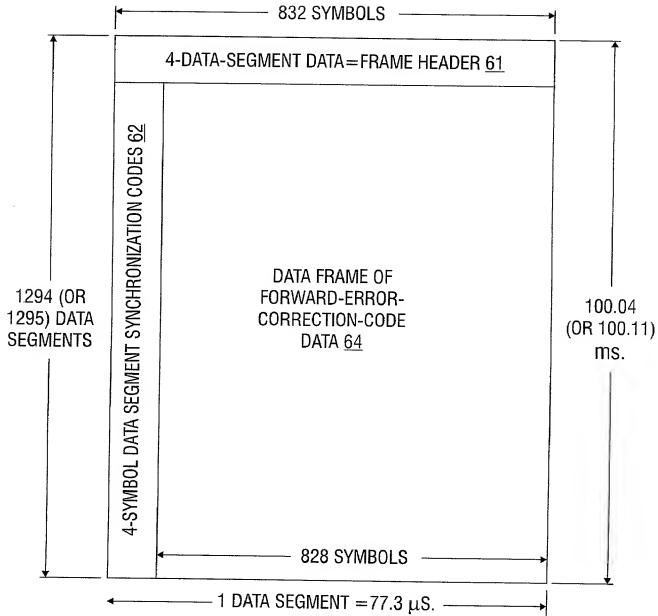 832 SYMBOLS
4-DATA-SEGMENT DATA=FRAME HEADER 61
4-SYMBOL DATA SEGMENT SYNCHRONIZATION CODES 62
DATA FRAME OF
FORWARD-ERROR-
CORRECTION-CODE
DATA 64
1294 (OR
1295) DATA
SEGMENTS
100.04
(OR 100.11)
ms.
828 SYMBOLS
1 DATA SEGMENT =77.3 µS.